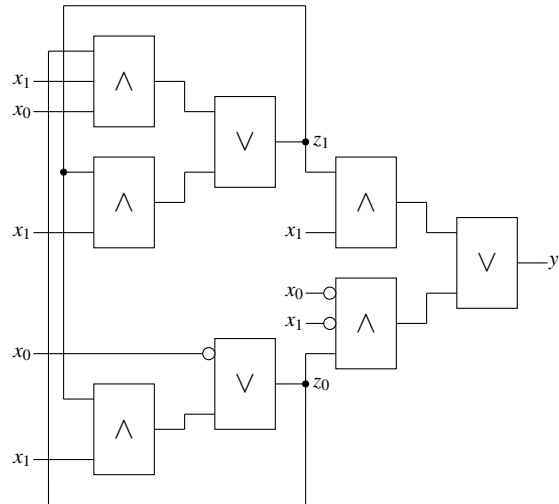 x₁
∧
x₀
∨
z₁
∧
x₁
∧
x₁
∨
y
x₀
x₁
∧
x₀
∨
z₀
∧
x₁